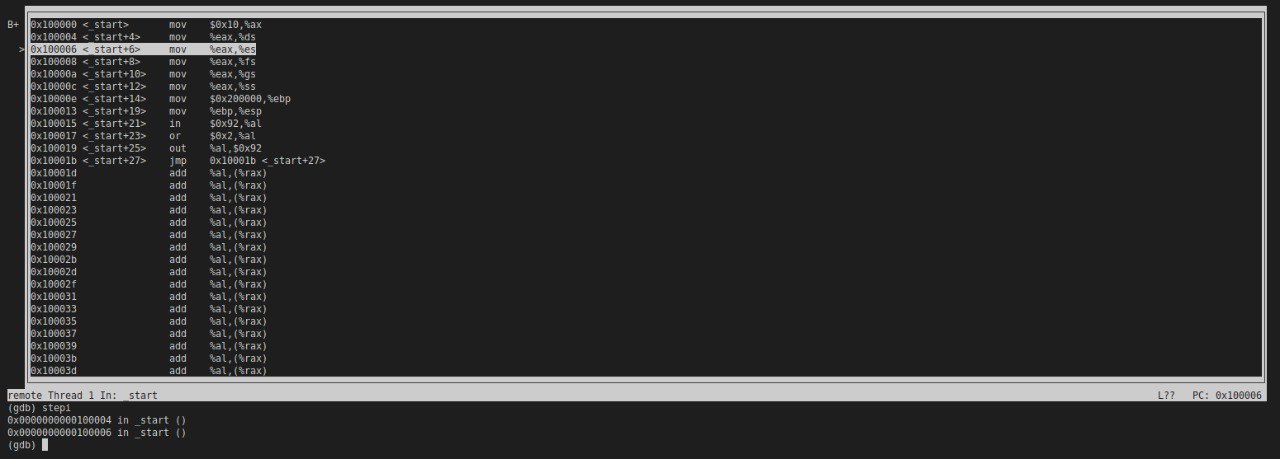 B+ 0x100000 <_start> mov $0x10,%ax
0x100004 <_start+4> mov %eax,%ds
> 0x100006 <_start+6> mov %eax,%es
0x100008 <_start+8> mov %eax,%fs
0x10000a <_start+10> mov %eax,%gs
0x10000c <_start+12> mov %eax,%ss
0x10000e <_start+14> mov $0x200000,%ebp
0x100013 <_start+19> mov %ebp,%esp
0x100015 <_start+21> in $0x92,%al
0x100017 <_start+23> or $0x2,%al
0x100019 <_start+25> out %al,$0x92
0x10001b <_start+27> jmp 0x10001b <_start+27>
0x10001d add %al,(%rax)
0x10001f add %al,(%rax)
0x100021 add %al,(%rax)
0x100023 add %al,(%rax)
0x100025 add %al,(%rax)
0x100027 add %al,(%rax)
0x100029 add %al,(%rax)
0x10002b add %al,(%rax)
0x10002d add %al,(%rax)
0x10002f add %al,(%rax)
0x100031 add %al,(%rax)
0x100033 add %al,(%rax)
0x100035 add %al,(%rax)
0x100037 add %al,(%rax)
0x100039 add %al,(%rax)
0x10003b add %al,(%rax)
0x10003d add %al,(%rax)
remote Thread 1 In: _start L?? PC: 0x100006
(gdb) stepi
0x0000000000100004 in _start ()
0x0000000000100006 in _start ()
(gdb)